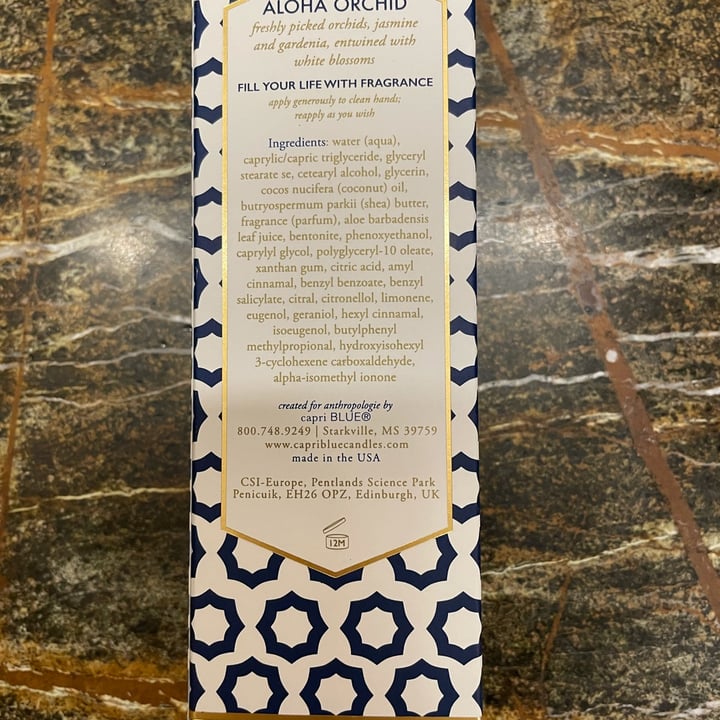 ALOHA ORCHID
freshly picked orchids, jasmine
and gardenia, entwined with
white blossoms
FILL YOUR LIFE WITH FRAGRANCE
apply generously to clean hands;
reapply as you wish
Ingredients: water (aqua),
caprylic/capric triglyceride, glyceryl
stearate se, cetearyl alcohol, glycerin,
cocos nucifera (coconut) oil,
butryospermum parkii (shea) butter,
fragrance (parfum), aloe barbadensis
leaf juice, bentonite, phenoxyethanol,
caprylyl glycol, polyglyceryl-10 oleate,
xanthan gum, citric acid, amyl
cinnamal, benzyl benzoate, benzyl
salicylate, citral, citronellol, limonene,
eugenol, geraniol, hexyl cinnamal,
isoeugenol, butylphenyl
methylpropional, hydroxyisohexyl
3-cyclohexene carboxaldehyde,
alpha-isomethyl ionone
created for anthropologie by
capri BLUE®
800.748.9249 | Starkville, MS 39759
www.capribluecandles.com
made in the USA
CSI-Europe, Pentlands Science Park
Penicuik, EH26 OPZ, Edinburgh, UK
12M